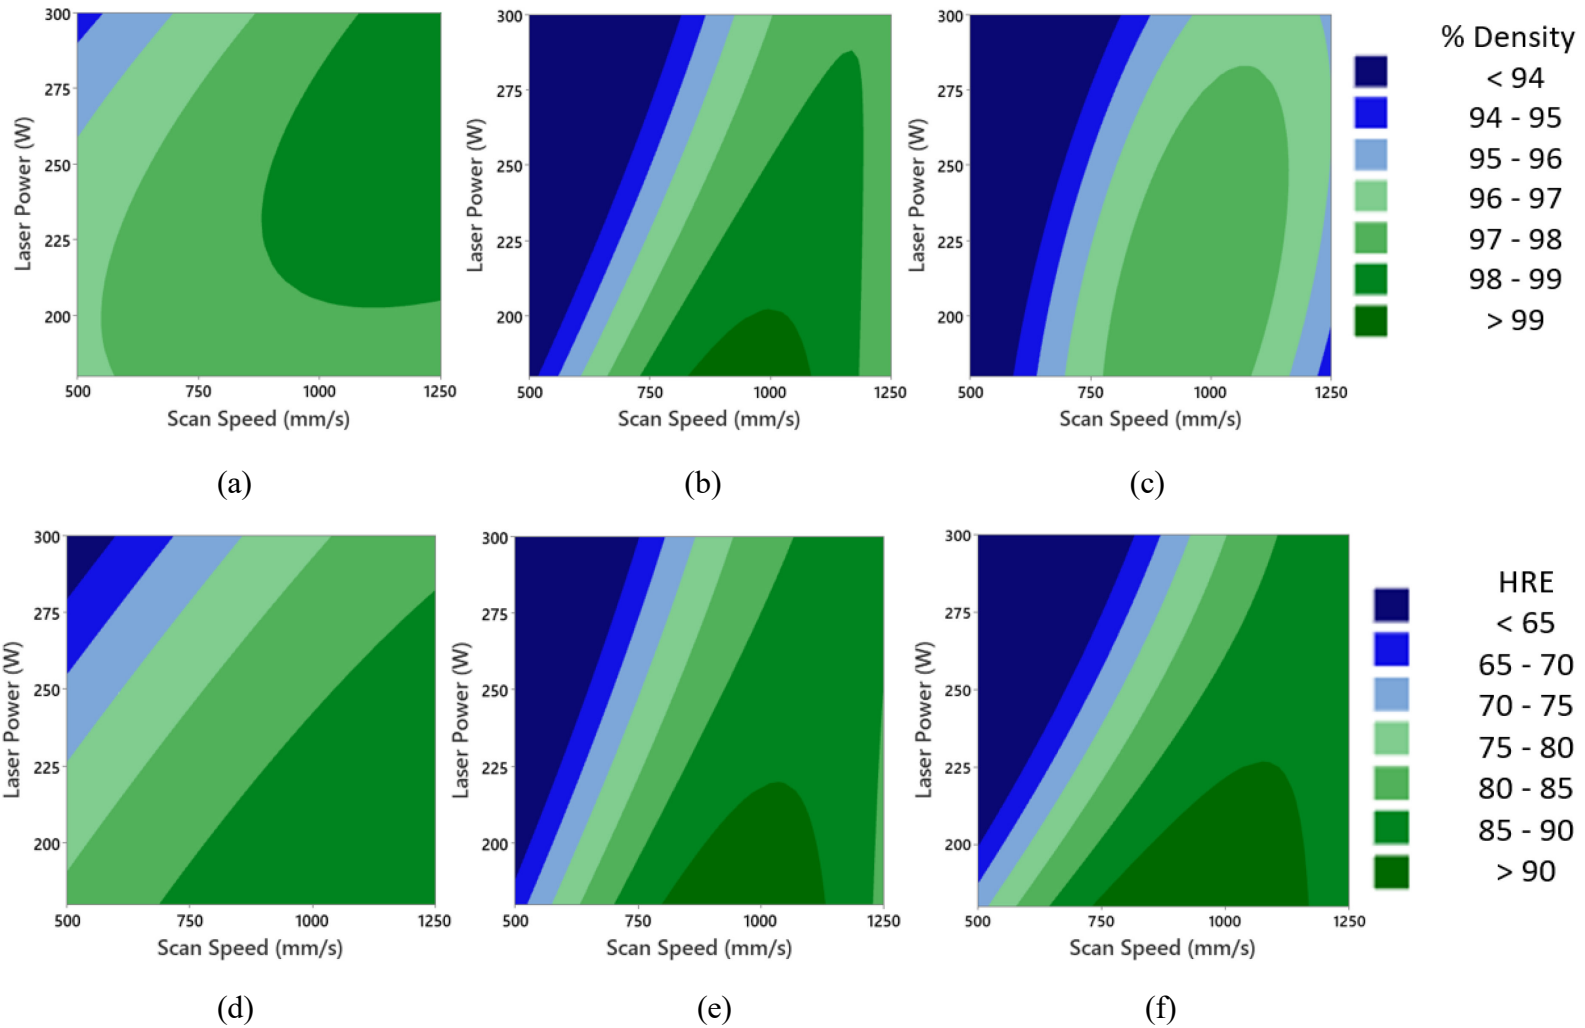 300
275
250
225
200
Laser Power (W)
500
750
1000
1250
Scan Speed (mm/s)
(a)
300
275
250
225
200
Laser Power (W)
500
750
1000
1250
Scan Speed (mm/s)
(b)
300
275
250
225
200
Laser Power (W)
500
750
1000
1250
Scan Speed (mm/s)
(c)
% Density
< 94
94 - 95
95 - 96
96 - 97
97 - 98
98 - 99
> 99
300
275
250
225
200
Laser Power (W)
500
750
1000
1250
Scan Speed (mm/s)
(d)
300
275
250
225
200
Laser Power (W)
500
750
1000
1250
Scan Speed (mm/s)
(e)
300
275
250
225
200
Laser Power (W)
500
750
1000
1250
Scan Speed (mm/s)
(f)
HRE
< 65
65 - 70
70 - 75
75 - 80
80 - 85
85 - 90
> 90